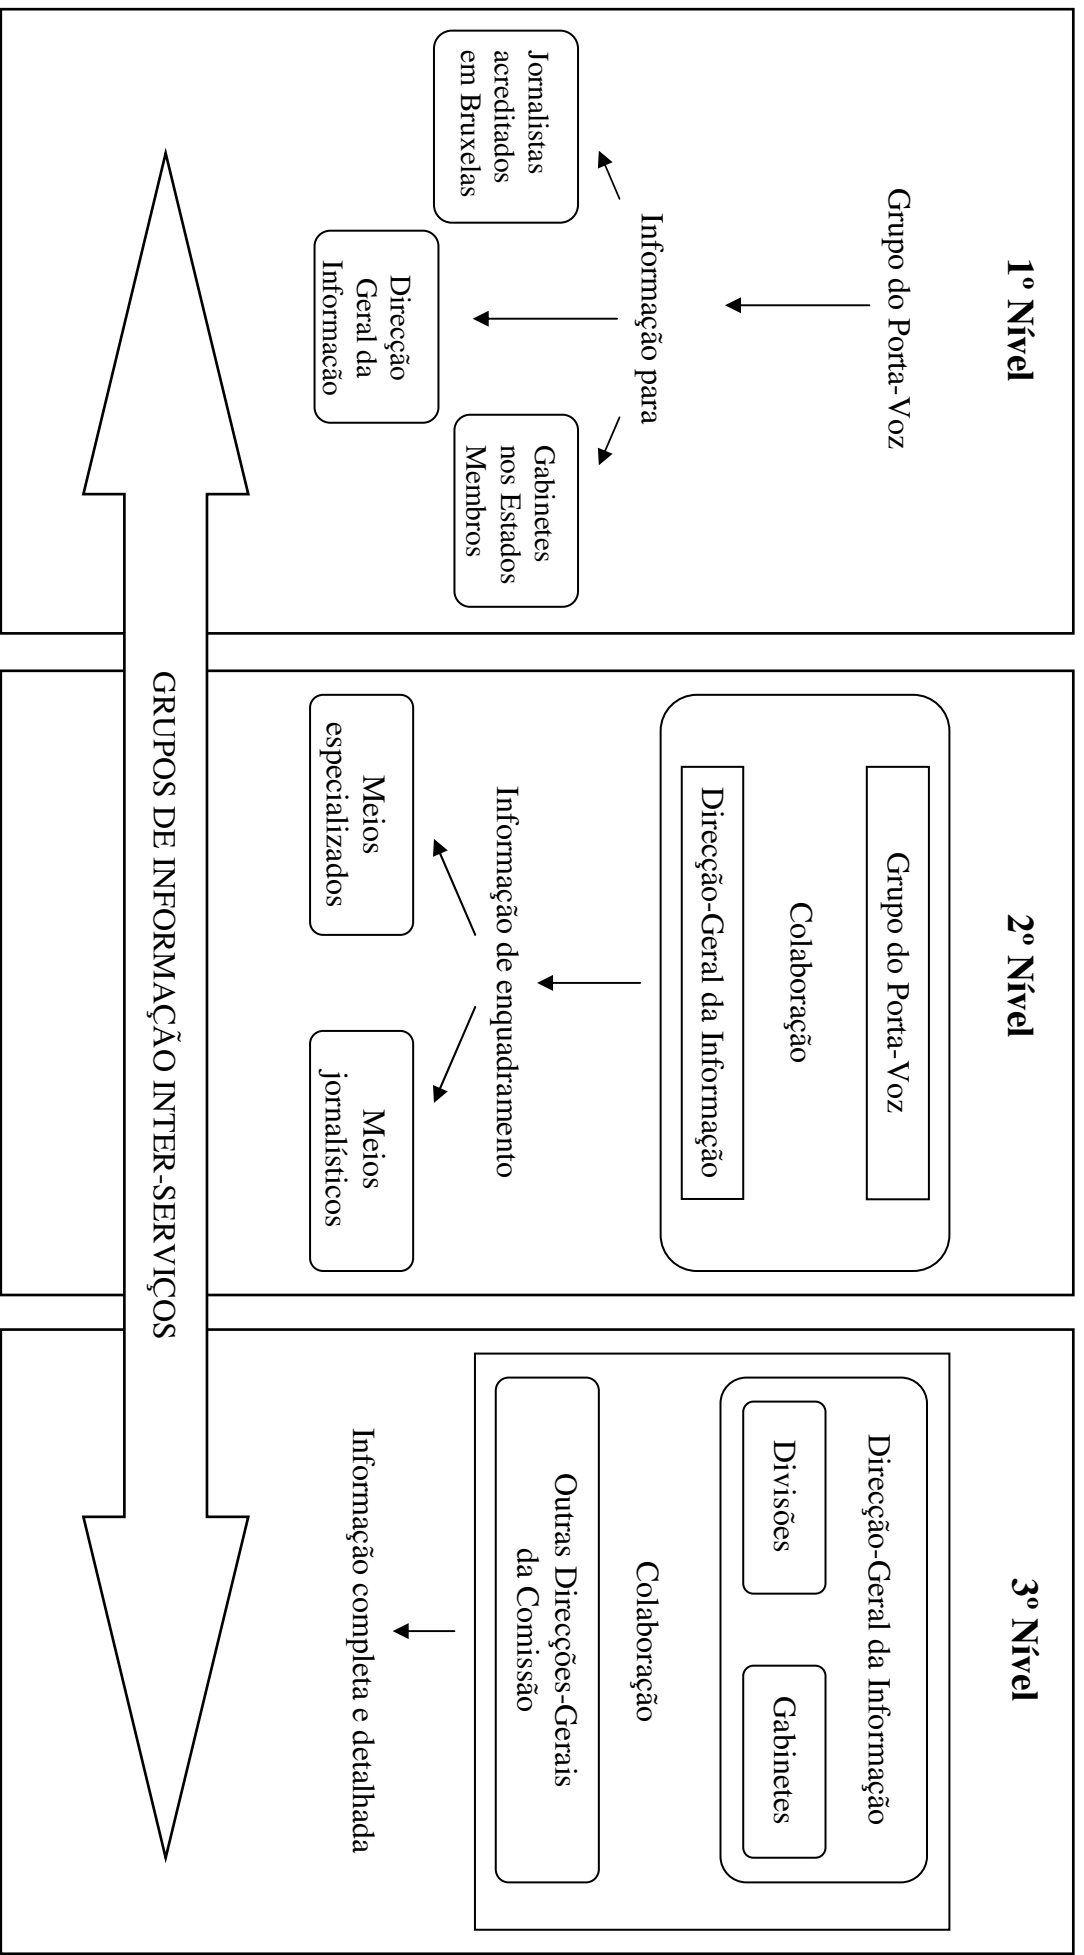 1º Nível
Grupo do Porta-Voz
Informação para
Jornalistas
acreditados
em Bruxelas
Direcção
Geral da
Informação
Gabinetes
nos Estados
Membros
2º Nível
Grupo do Porta-Voz
Colaboração
Direcção-Geral da Informação
Informação de enquadramento
Meios
especializados
Meios
jornalísticos
3º Nível
Direcção-Geral da Informação
Divisões
Gabinetes
Colaboração
Outras Direcções-Gerais
da Comissão
Informação completa e detalhada
GRUPOS DE INFORMAÇÃO INTER-SERVIÇOS